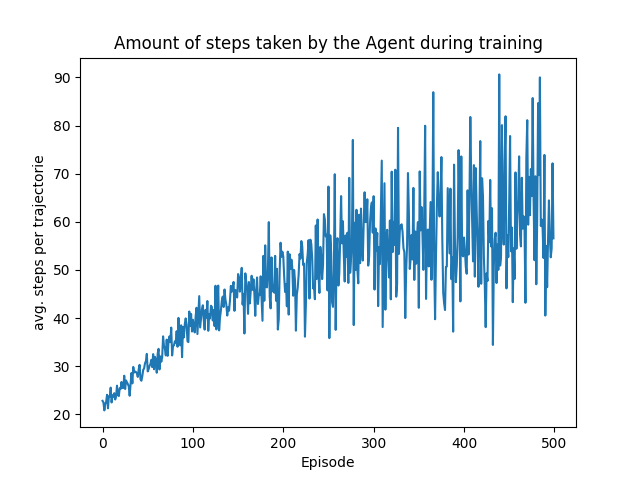 Amount of steps taken by the Agent during training
avg. steps per trajectorie
90
80
70
60
50
40
30
20
0 100 200 300 400 500
Episode